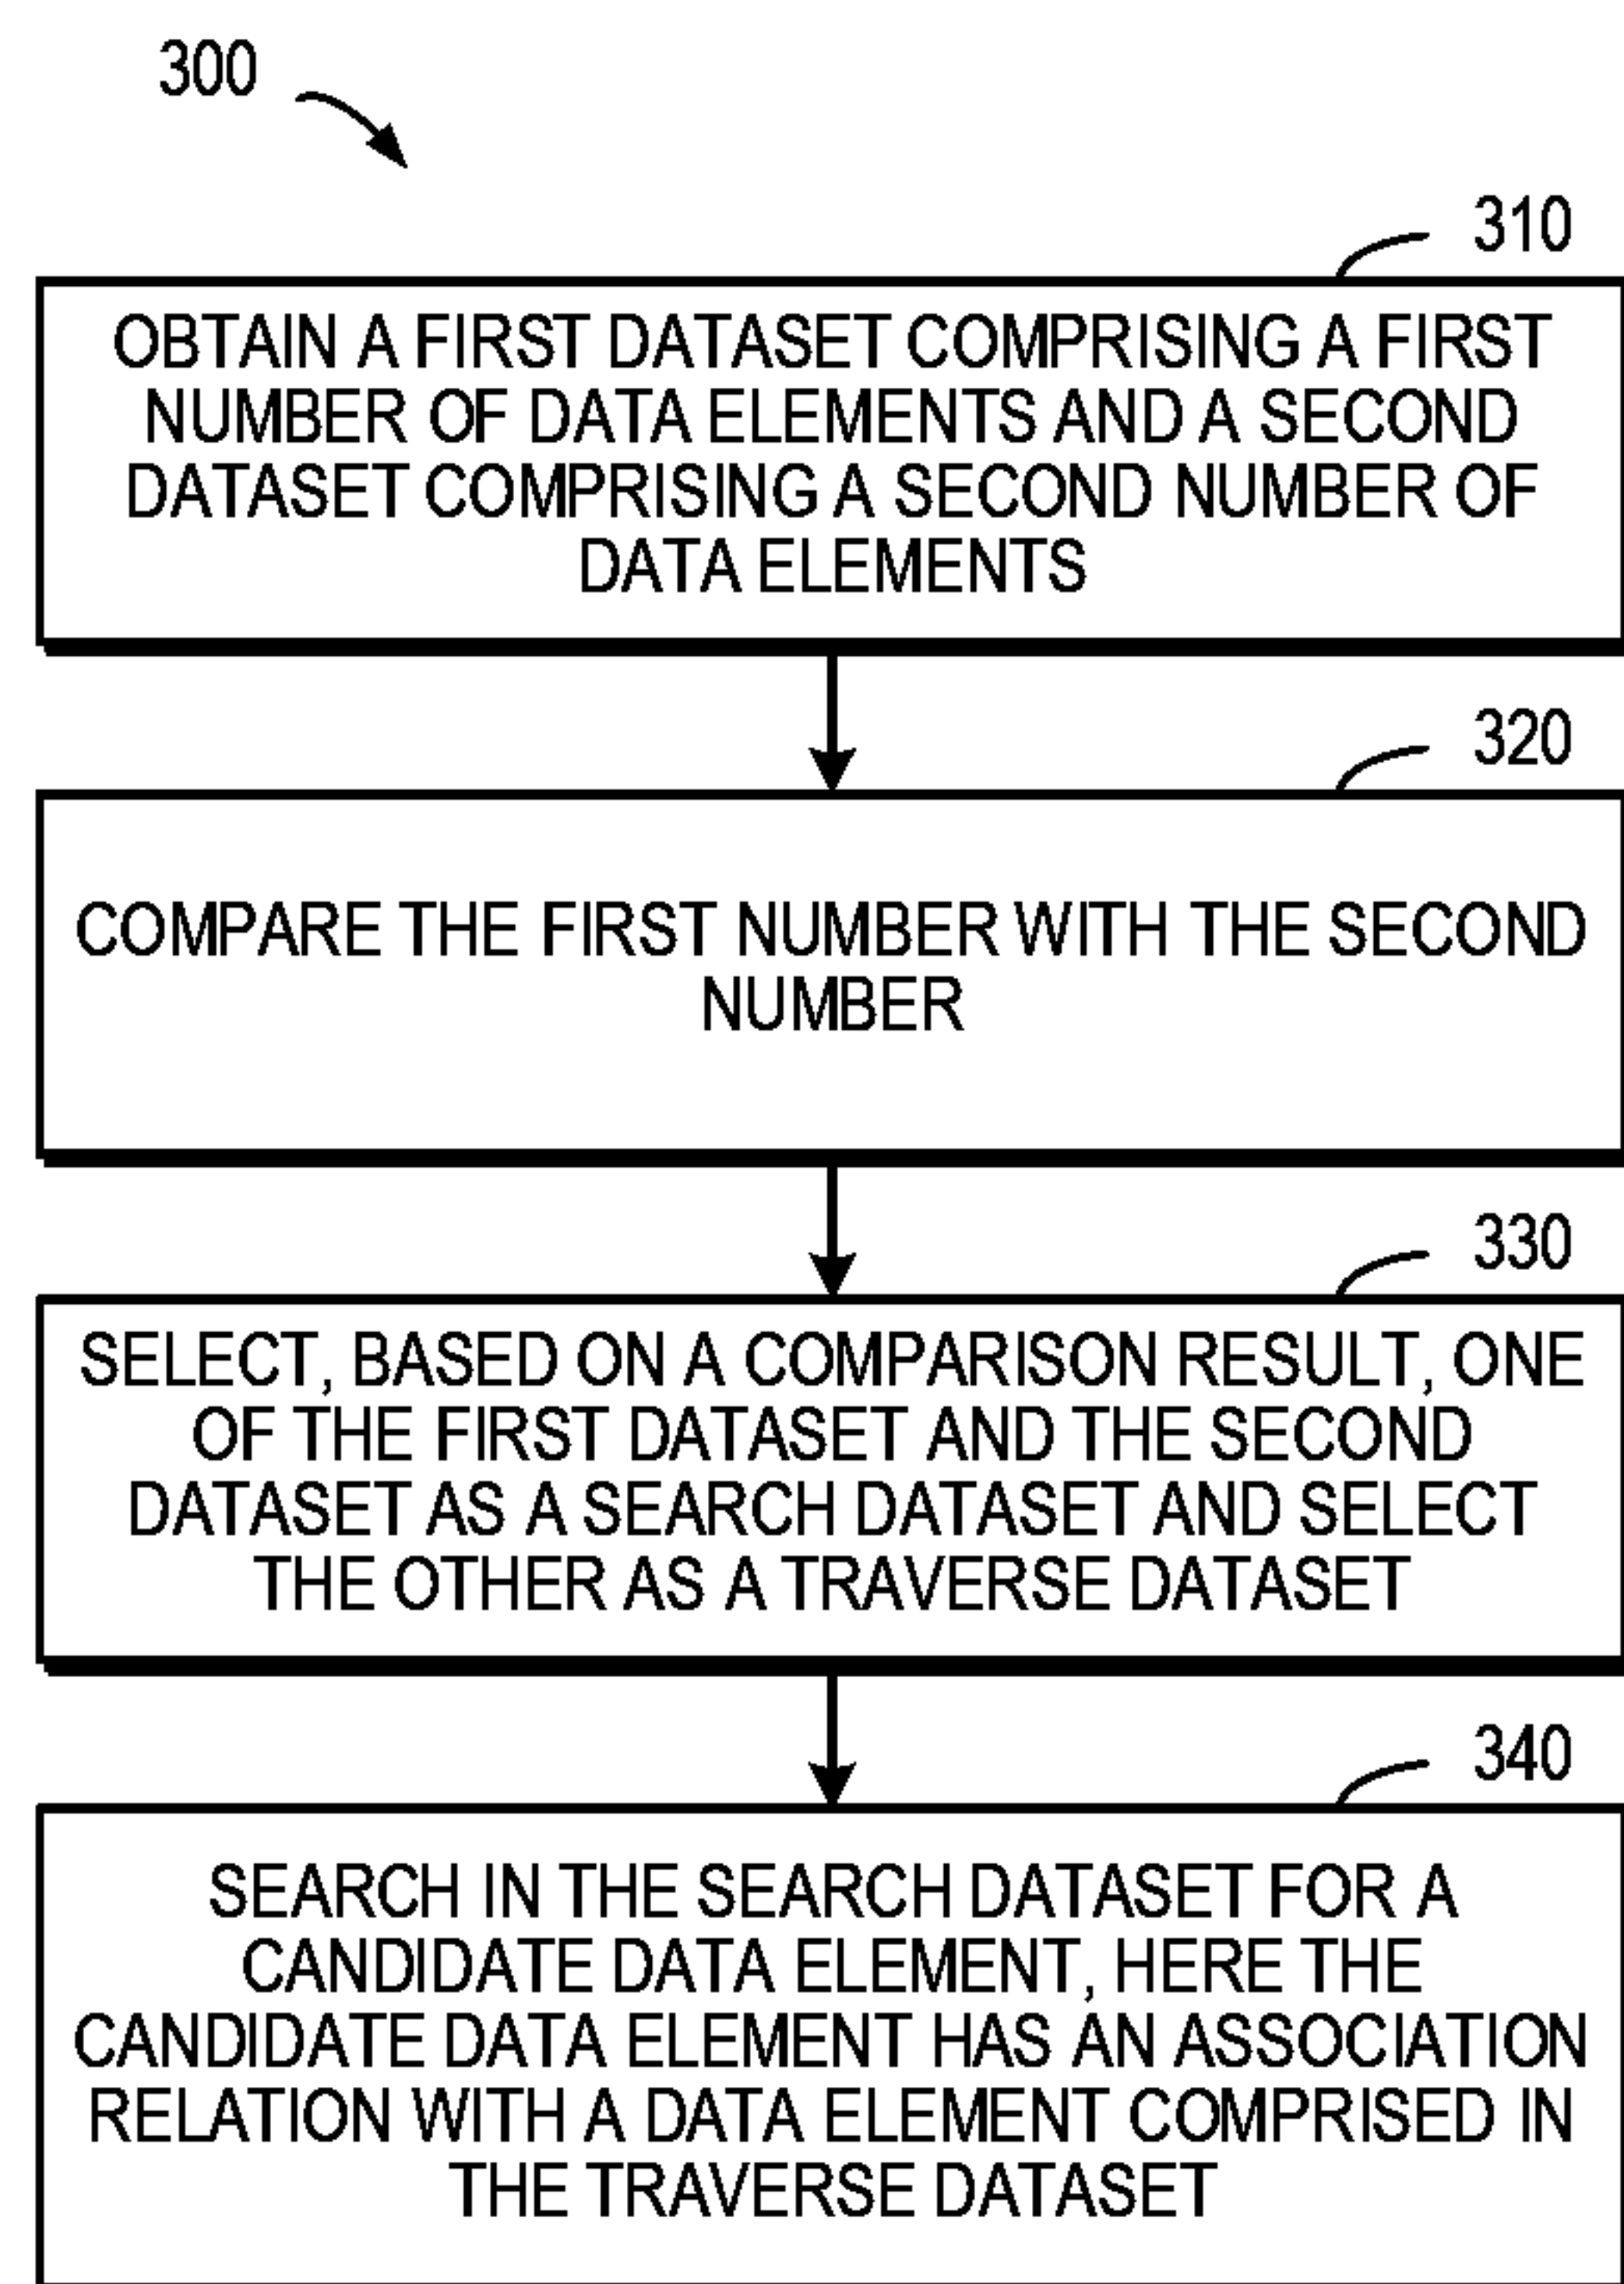 300
310
OBTAIN A FIRST DATASET COMPRISING A FIRST
NUMBER OF DATA ELEMENTS AND A SECOND
DATASET COMPRISING A SECOND NUMBER OF
DATA ELEMENTS
320
COMPARE THE FIRST NUMBER WITH THE SECOND
NUMBER
330
SELECT, BASED ON A COMPARISON RESULT, ONE
OF THE FIRST DATASET AND THE SECOND
DATASET AS A SEARCH DATASET AND SELECT
THE OTHER AS A TRAVERSE DATASET
340
SEARCH IN THE SEARCH DATASET FOR A
CANDIDATE DATA ELEMENT, HERE THE
CANDIDATE DATA ELEMENT HAS AN ASSOCIATION
RELATION WITH A DATA ELEMENT COMPRISED IN
THE TRAVERSE DATASET